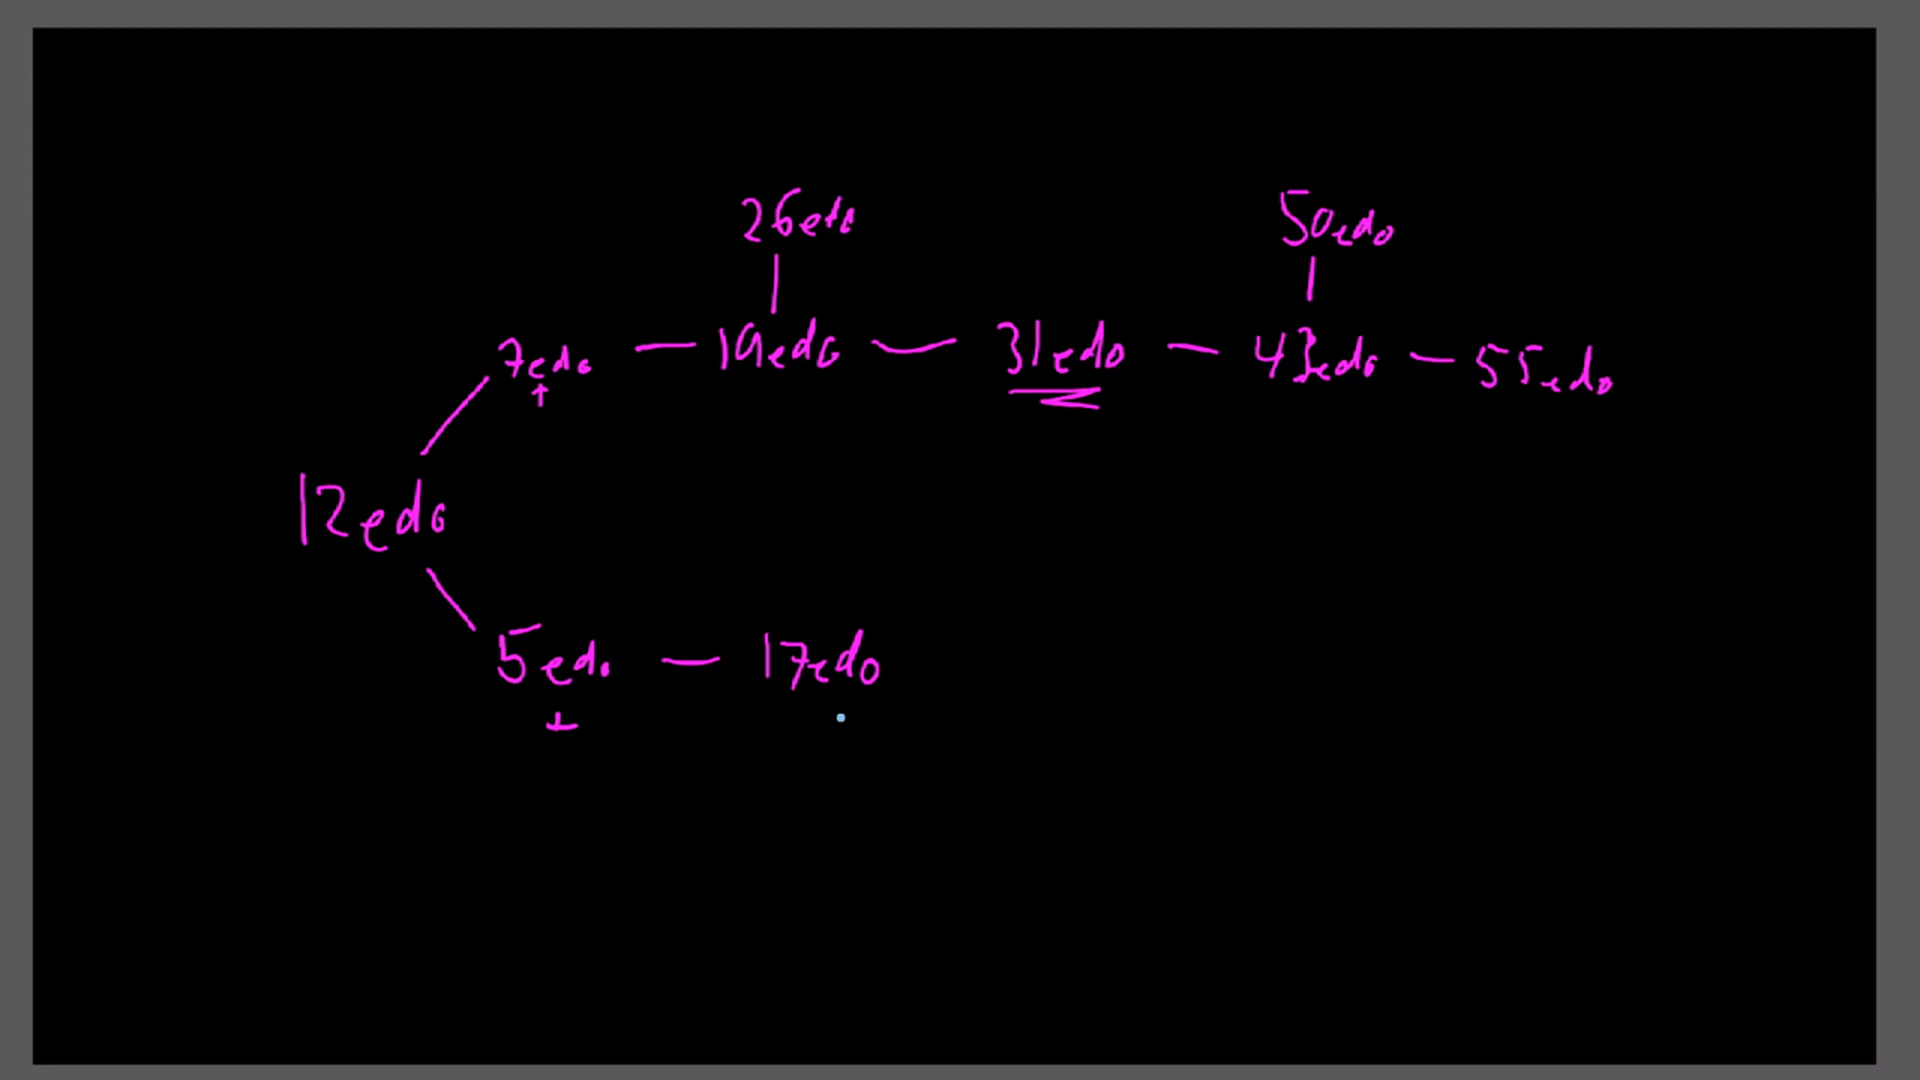 26edo 50edo
7edo — 19edo — 31edo — 43edo — 55edo
12edo
5edo — 17edo